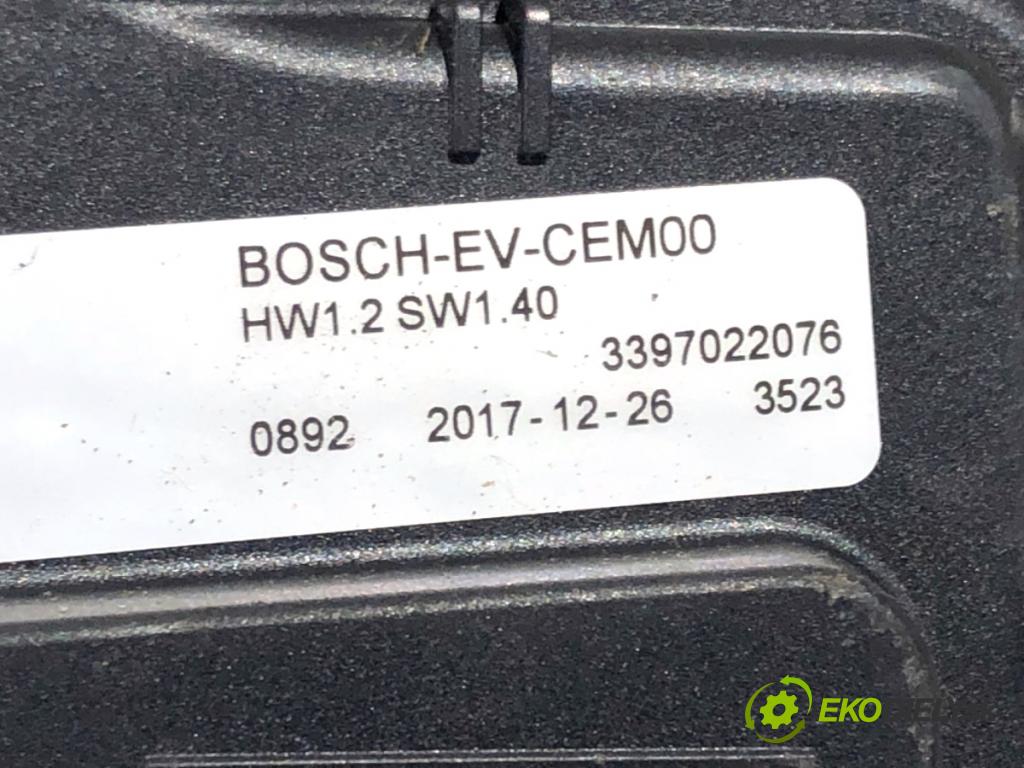 BOSCH-EV-CEM00
HW1.2 SW1.40
3397022076
0892 2017-12-26 3523
EKO